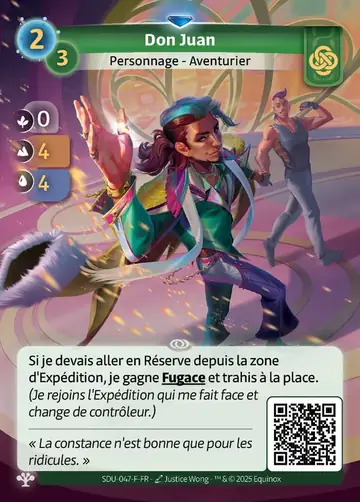 2
3
Don Juan
Personnage - Aventurier
0
4
4
Si je devais aller en Réserve depuis la zone
d'Expédition, je gagne Fugace et trahis à la place.
(Je rejoins l'Expédition qui me fait face et
change de contrôleur.)
« La constance n'est bonne que pour les
ridicules. »
SDU-047-F-FR - Justice Wong - ™ & © 2025 Equinox